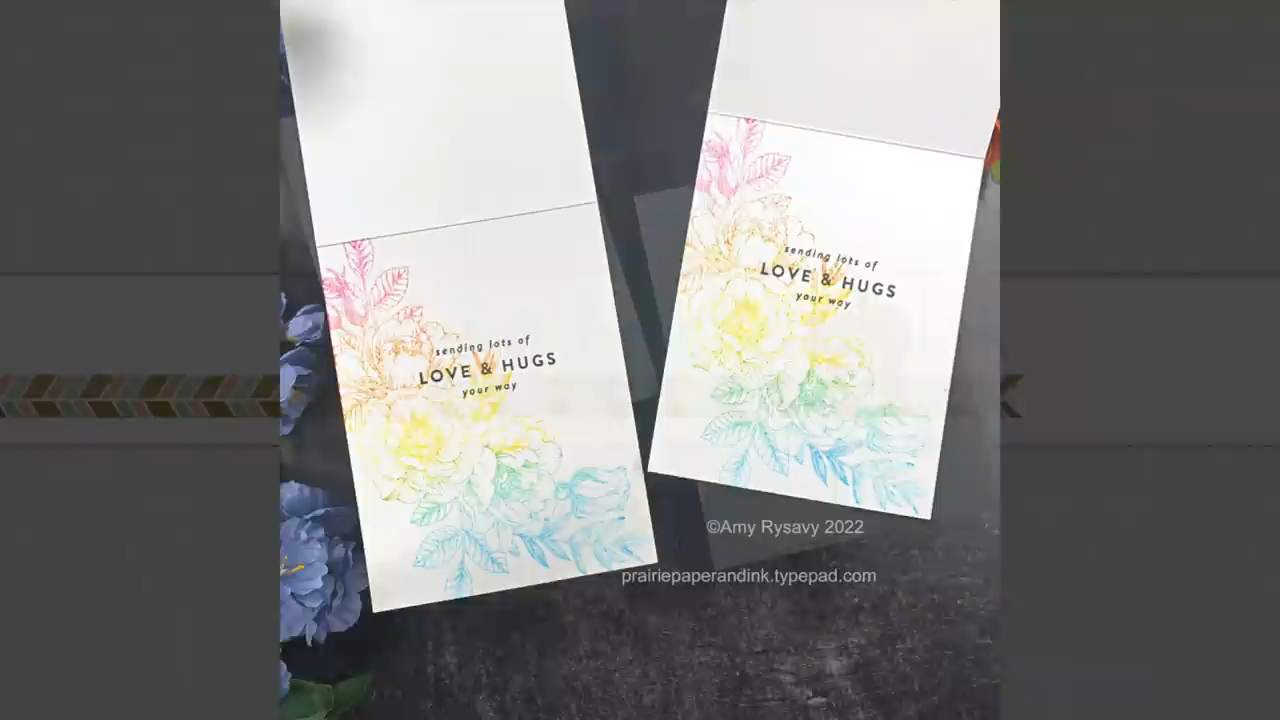 sending lots of
LOVE & HUGS
your way
sending lots of
LOVE & HUGS
your way
©Amy Rysavy 2022
prairiepaperandink.typepad.com